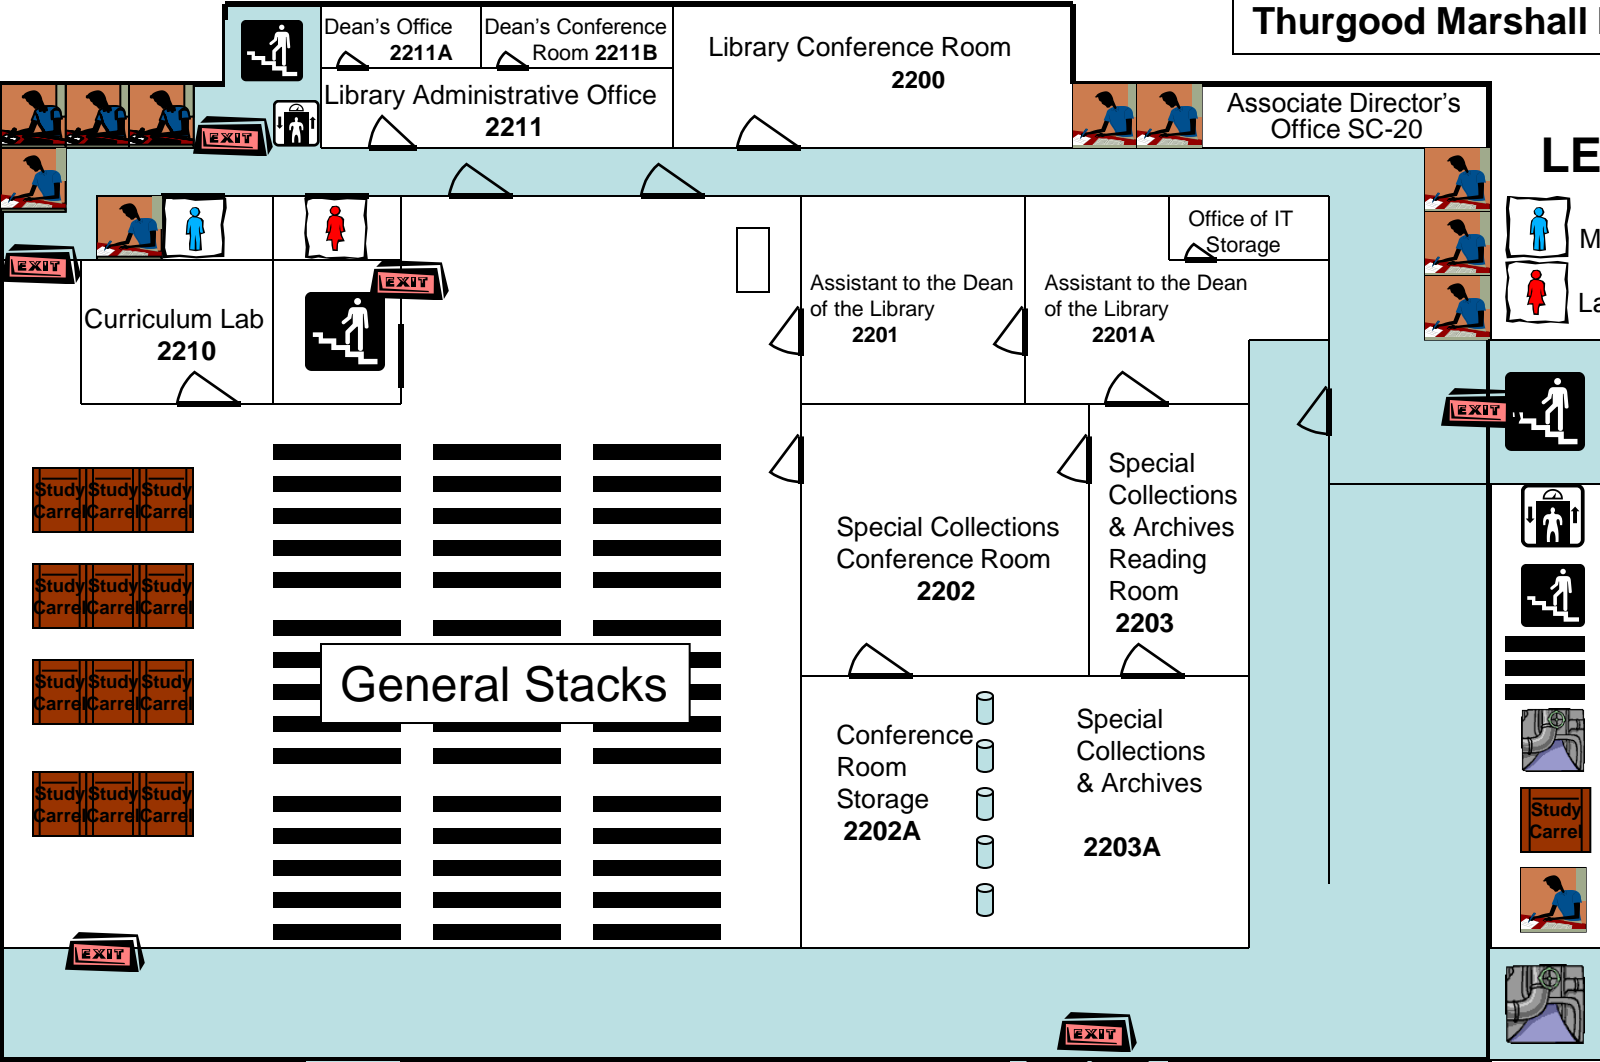 Thurgood Marshall
Dean's Office
2211A
Dean's Conference
Room 2211B
Library Conference Room
2200
Library Administrative Office
2211
Associate Director's
Office SC-20
EXIT
LE
Office of IT
Storage
M
EXIT
EXIT
Assistant to the Dean
of the Library
2201
Assistant to the Dean
of the Library
2201A
La
Curriculum Lab
2210
EXIT
Special
Collections
& Archives
Reading
Room
2203
Study Study Study
Carrel Carrel Carrel
Special Collections
Conference Room
2202
Study Study Study
Carrel Carrel Carrel
General Stacks
Study Study Study
Carrel Carrel Carrel
Conference
Room
Storage
2202A
Special
Collections
& Archives
2203A
Study Study Study
Carrel Carrel Carrel
Study
Carrel
EXIT
EXIT